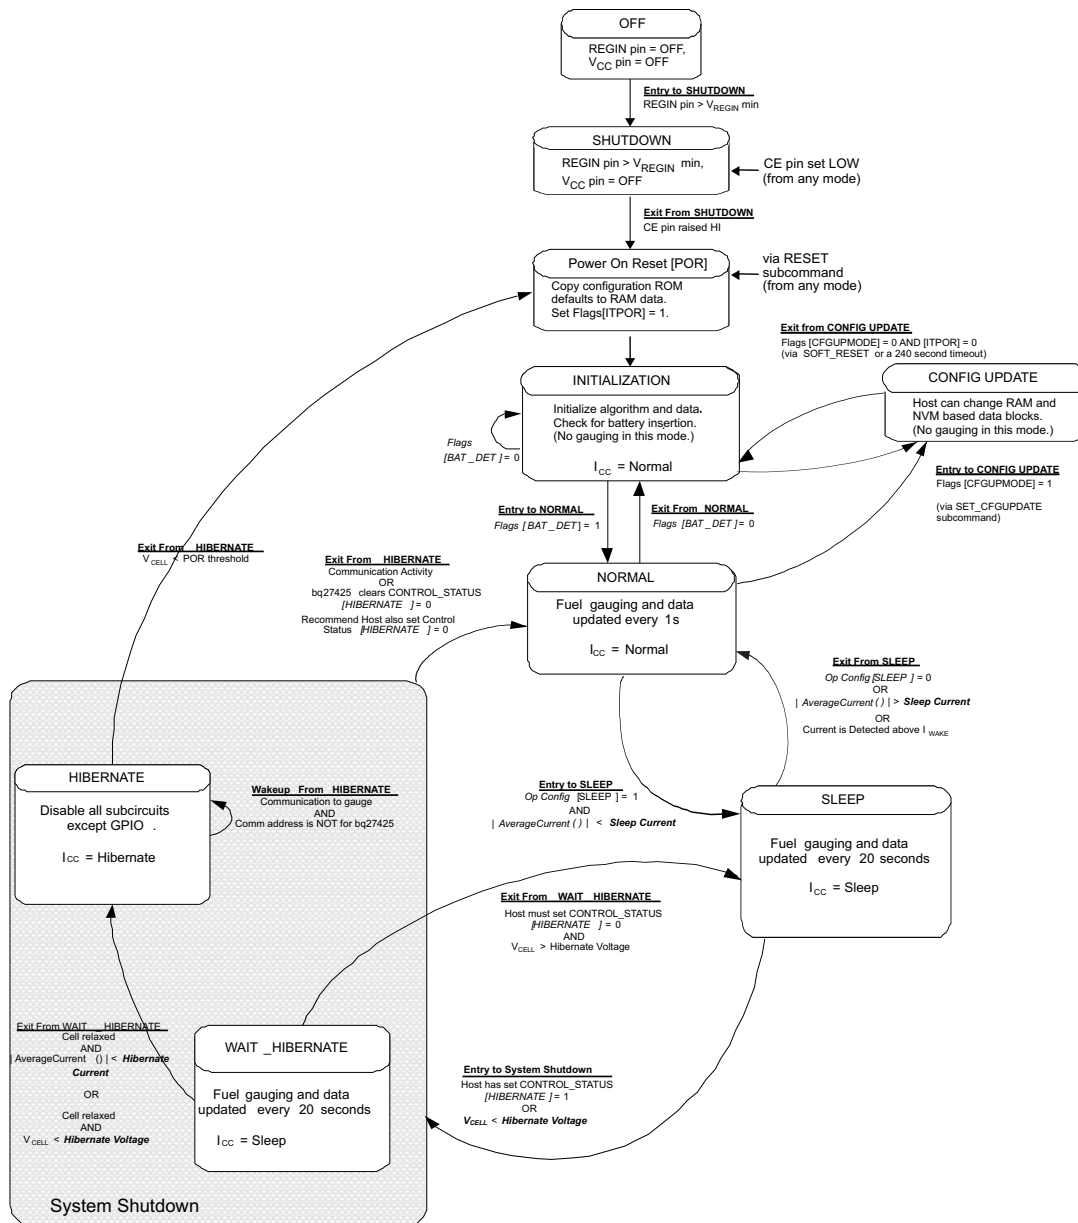 OFF
REGIN pin = OFF,
VCC pin = OFF
Entry to SHUTDOWN
REGIN pin > VREGIN min
SHUTDOWN
REGIN pin > VREGIN min,
VCC pin = OFF
CE pin set LOW
(from any mode)
Exit From SHUTDOWN
CE pin raised HI
Power On Reset [POR]
Copy configuration ROM
defaults to RAM data.
Set Flags[ITPOR] = 1.
via RESET
subcommand
(from any mode)
Exit from CONFIG UPDATE
Flags [CFGUPMODE] = 0 AND [ITPOR] = 0
(via SOFT_RESET or a 240 second timeout)
INITIALIZATION
Initialize algorithm and data.
Check for battery insertion.
(No gauging in this mode.)
ICC = Normal
Flags
[BAT_DET] = 0
CONFIG UPDATE
Host can change RAM and
NVM based data blocks.
(No gauging in this mode.)
Entry to CONFIG UPDATE
Flags [CFGUPMODE] = 1
(via SET_CFGUPDATE
subcommand)
Entry to NORMAL
Flags [BAT_DET] = 1
Exit From NORMAL
Flags [BAT_DET] = 0
Exit From HIBERNATE
VCELL < POR threshold
Exit From HIBERNATE
Communication Activity
OR
bq27425 clears CONTROL_STATUS
[HIBERNATE] = 0
Recommend Host also set Control
Status [HIBERNATE] = 0
NORMAL
Fuel gauging and data
updated every 1s
ICC = Normal
Exit From SLEEP
Op Config [SLEEP] = 0
OR
| AverageCurrent ( ) | > Sleep Current
OR
Current is Detected above IWAKE
HIBERNATE
Disable all subcircuits
except GPIO .
ICC = Hibernate
Wakeup From HIBERNATE
Communication to gauge
AND
Comm address is NOT for bq27425
Entry to SLEEP
Op Config [SLEEP] = 1
AND
| AverageCurrent ( ) | < Sleep Current
SLEEP
Fuel gauging and data
updated every 20 seconds
ICC = Sleep
Exit From WAIT_HIBERNATE
Host must set CONTROL_STATUS
[HIBERNATE] = 0
AND
VCELL > Hibernate Voltage
Exit From WAIT_HIBERNATE
Cell relaxed
AND
| AverageCurrent () | < Hibernate
Current
OR
Cell relaxed
AND
VCELL < Hibernate Voltage
WAIT_HIBERNATE
Fuel gauging and data
updated every 20 seconds
ICC = Sleep
Entry to System Shutdown
Host has set CONTROL_STATUS
[HIBERNATE] = 1
OR
VCELL < Hibernate Voltage
System Shutdown